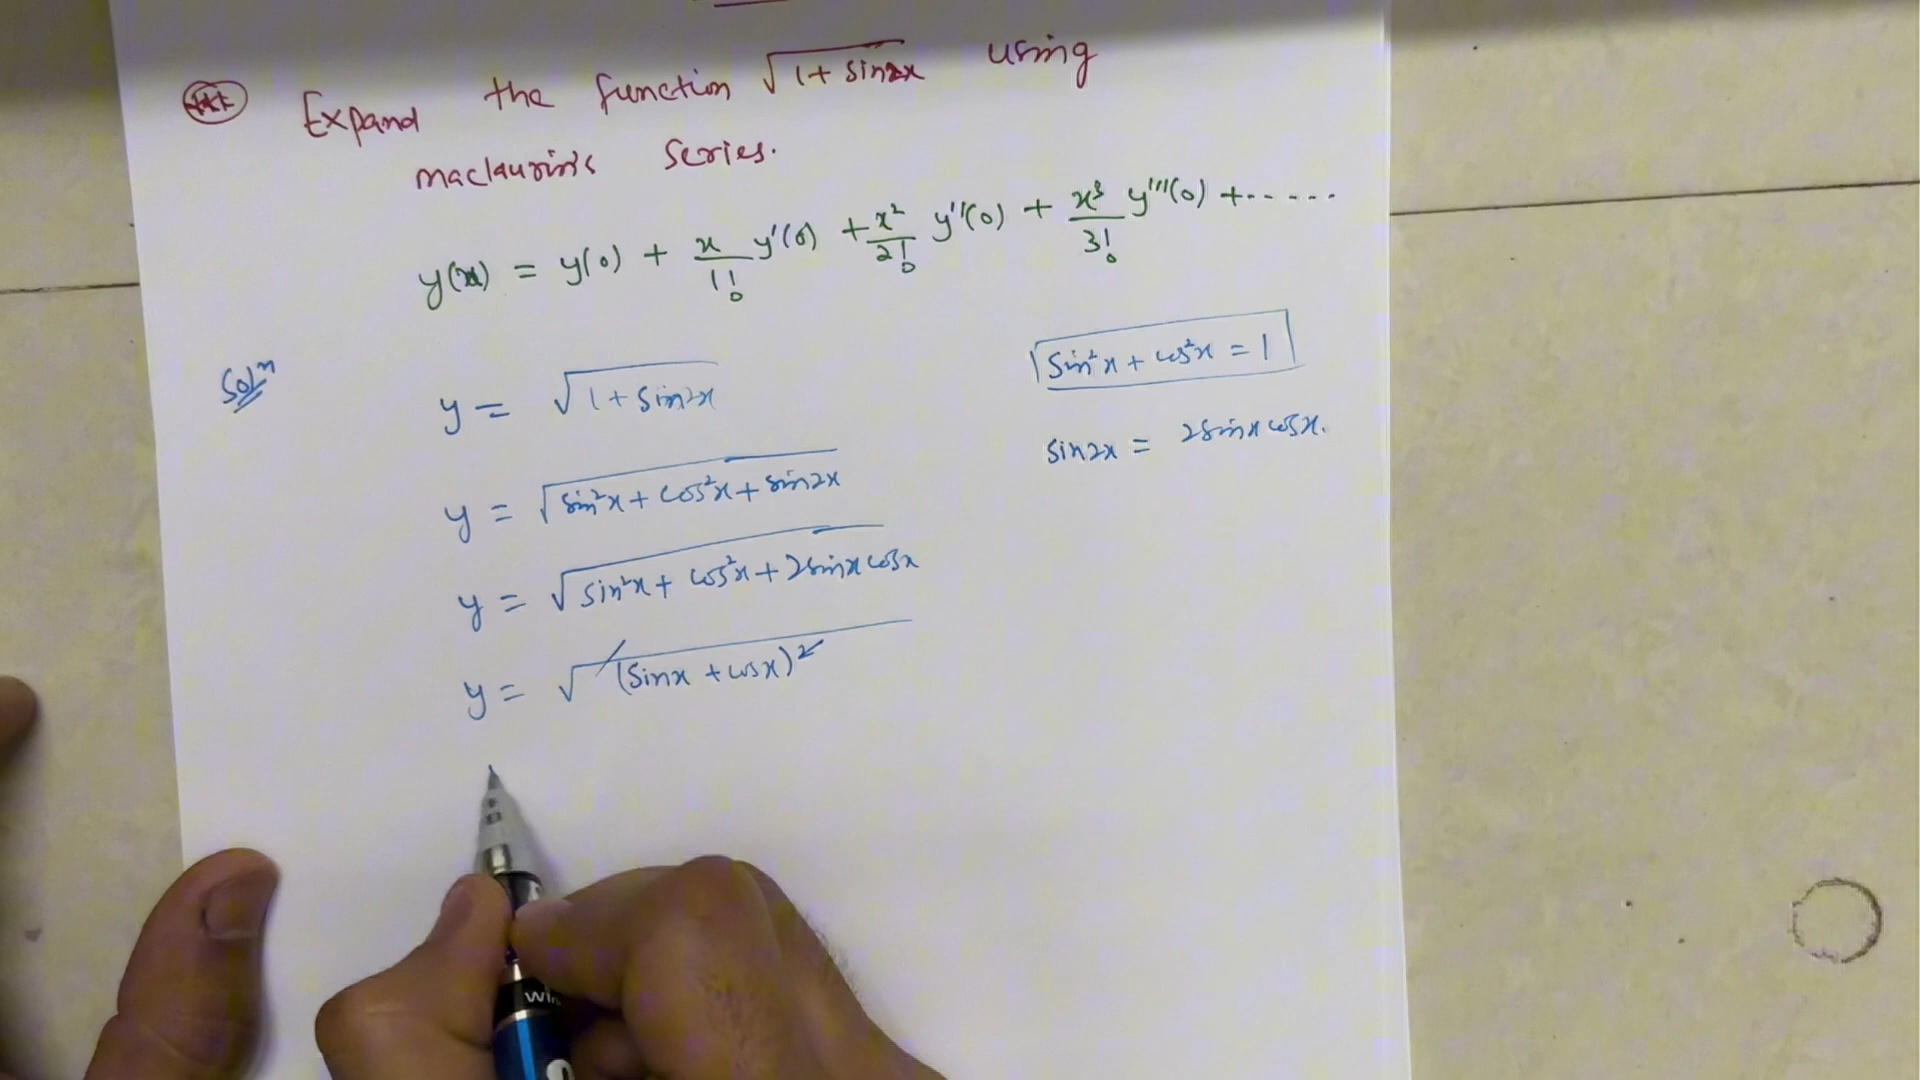 *** Expand the function √(1 + sin2x) using
maclaurin's series.
y(x) = y(0) + x/1! y'(0) + x²/2! y''(0) + x³/3! y'''(0) + ......
Solⁿ
y = √(1 + sin2x)
sin²x + cos²x = 1
sin2x = 2sinx cosx.
y = √(sin²x + cos²x + sin2x)
y = √(sin²x + cos²x + 2sinx cosx)
y = √((sinx + cosx)²)